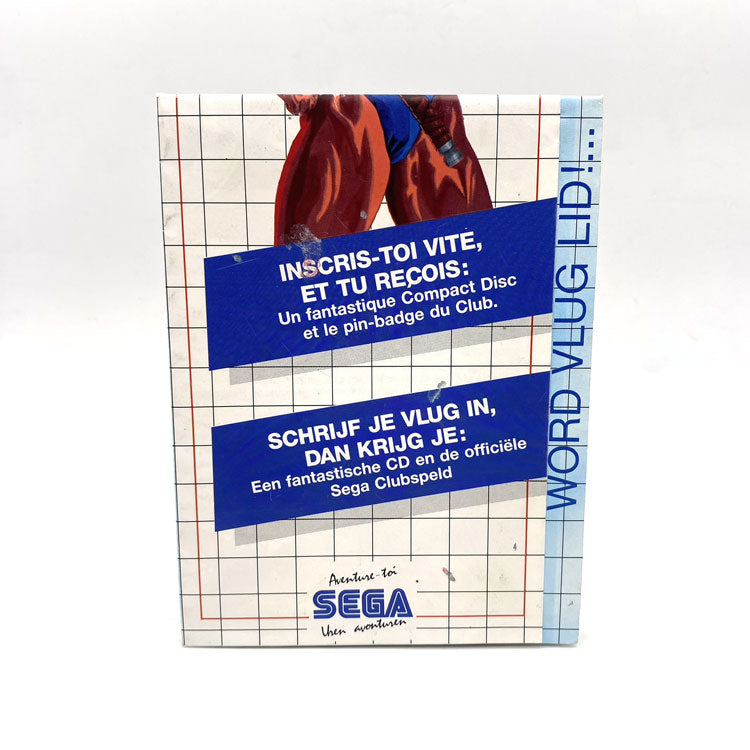 INSCRIS-TOI VITE,
ET TU REÇOIS:
Un fantastique Compact Disc
et le pin-badge du Club.
SCHRIJF JE VLUG IN,
DAN KRIJG JE:
Een fantastische CD en de officiële
Sega Clubspeld
WORD VLUG LID!...
Aventure-toi
SEGA
Uren avonturen